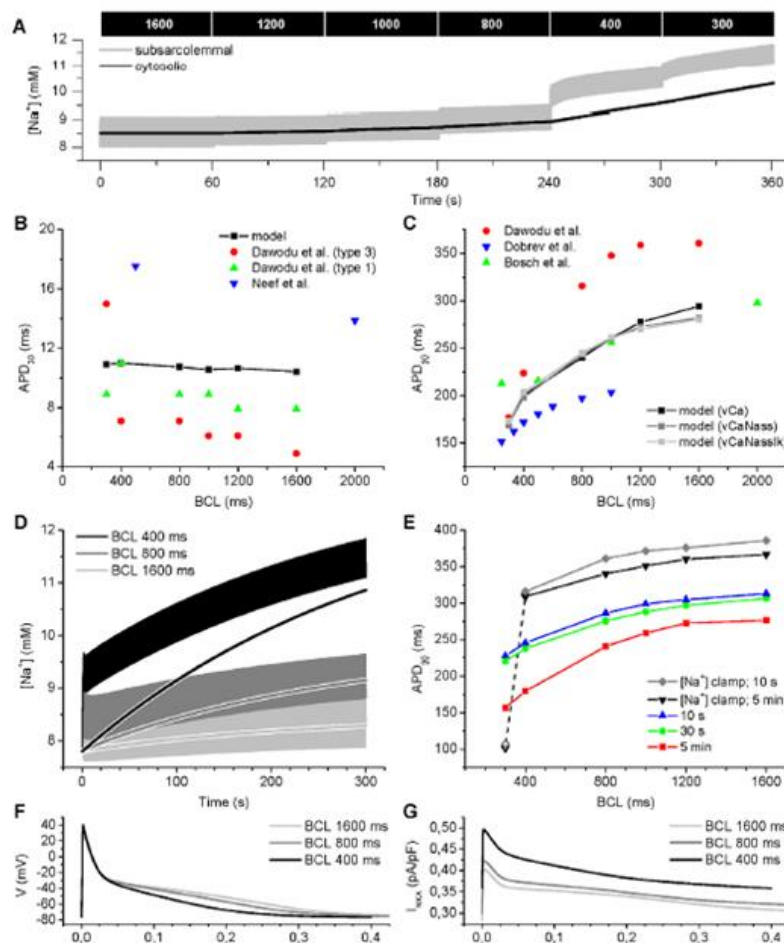 A
1600 1200 1000 800 400 300
subsarcolemmal
cytosolic
[Na⁺] (mM)
12
11
10
9
8
0 60 120 180 240 300 360
Time (s)
B
model
Dawodu et al. (type 3)
Dawodu et al. (type 1)
Neef et al.
APD₃₀ (ms)
20
16
12
8
4
400 800 1200 1600 2000
BCL (ms)
C
Dawodu et al.
Dobrev et al.
Bosch et al.
model (vCa)
model (vCaNass)
model (vCaNassIk)
APD₉₀ (ms)
350
300
250
200
150
400 800 1200 1600 2000
BCL (ms)
D
BCL 400 ms
BCL 800 ms
BCL 1600 ms
[Na⁺] (mM)
12
11
10
9
8
0 100 200 300
Time (s)
E
[Na⁺] clamp; 10 s
[Na⁺] clamp; 5 min
10 s
30 s
5 min
APD₉₀ (ms)
400
350
300
250
200
150
100
400 600 800 1000 1200 1400 1600
BCL (ms)
F
BCL 1600 ms
BCL 800 ms
BCL 400 ms
V (mV)
40
20
0
-20
-40
-60
-80
0,0 0,1 0,2 0,3 0,4
G
BCL 1600 ms
BCL 800 ms
BCL 400 ms
(pA/pF)
0,50
0,45
0,40
0,35
0,30
0,0 0,1 0,2 0,3 0,4